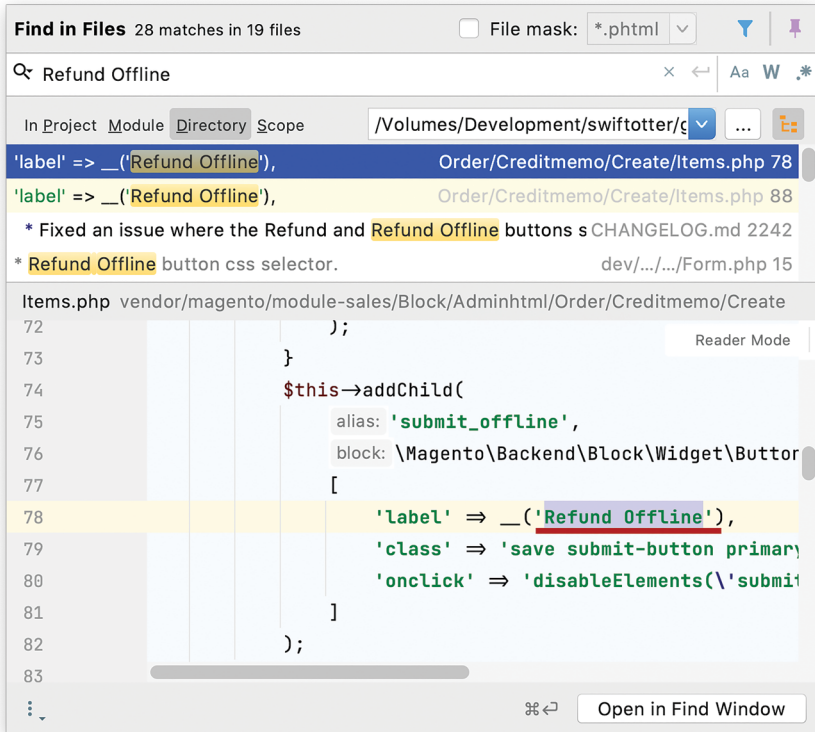 Find in Files 28 matches in 19 files File mask: *.phtml
Refund Offline Aa W .*
In Project Module Directory Scope /Volumes/Development/swiftotter/g ...
'label' => __('Refund Offline'), Order/Creditmemo/Create/Items.php 78
'label' => __('Refund Offline'), Order/Creditmemo/Create/Items.php 88
* Fixed an issue where the Refund and Refund Offline buttons s CHANGELOG.md 2242
* Refund Offline button css selector. dev/.../.../Form.php 15
Items.php vendor/magento/module-sales/Block/Adminhtml/Order/Creditmemo/Create
Reader Mode
72 );
73 }
74 $this→addChild(
75 alias: 'submit_offline',
76 block: \Magento\Backend\Block\Widget\Button
77 [
78 'label' ⇒ __('Refund Offline'),
79 'class' ⇒ 'save submit-button primary
80 'onclick' ⇒ 'disableElements(\'submit
81 ]
82 );
83
⌘⏎ Open in Find Window